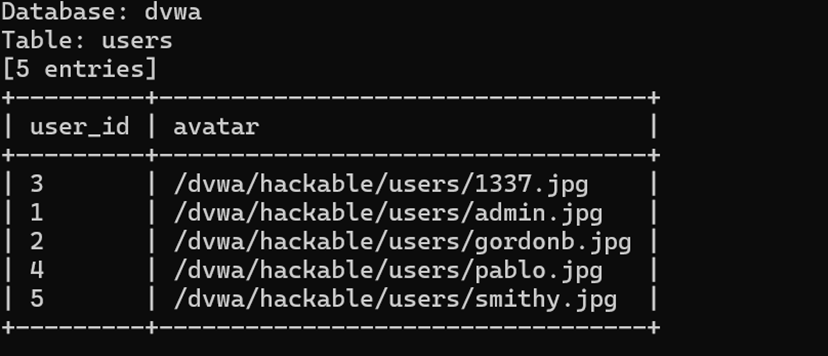 Database: dvwa
Table: users
[5 entries]
+---------+----------------------------------+
| user_id | avatar                           |
+---------+----------------------------------+
| 3       | /dvwa/hackable/users/1337.jpg    |
| 1       | /dvwa/hackable/users/admin.jpg   |
| 2       | /dvwa/hackable/users/gordonb.jpg |
| 4       | /dvwa/hackable/users/pablo.jpg   |
| 5       | /dvwa/hackable/users/smithy.jpg  |
+---------+----------------------------------+